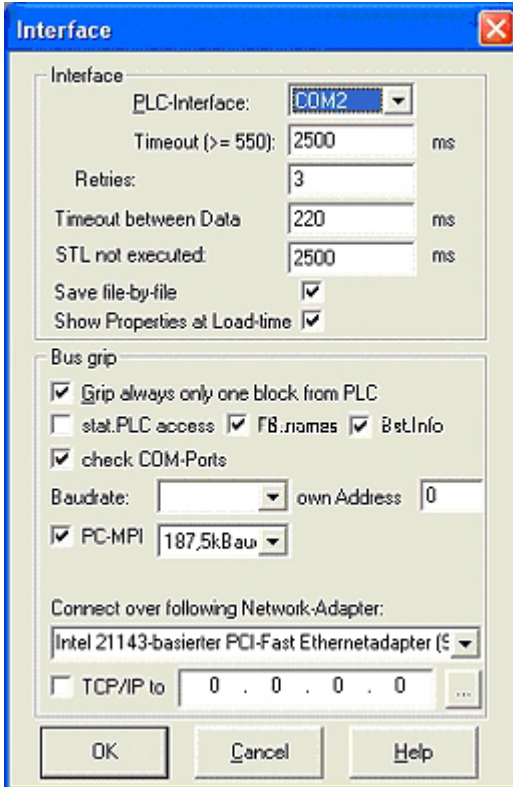 Interface
Interface
PLC-Interface: COM2
Timeout (>= 550): 2500 ms
Retries: 3
Timeout between Data 220 ms
STL not executed: 2500 ms
Save file-by-file
Show Properties at Load-time
Bus grip
Grip always only one block from PLC
stat.PLC access FB.names Bst.Info
check COM-Ports
Baudrate: own Address 0
PC-MPI 187,5kBau
Connect over following Network-Adapter:
Intel 21143-basierter PCI-Fast Ethernetadapter (S
TCP/IP to 0 . 0 . 0 . 0 ...
OK Cancel Help